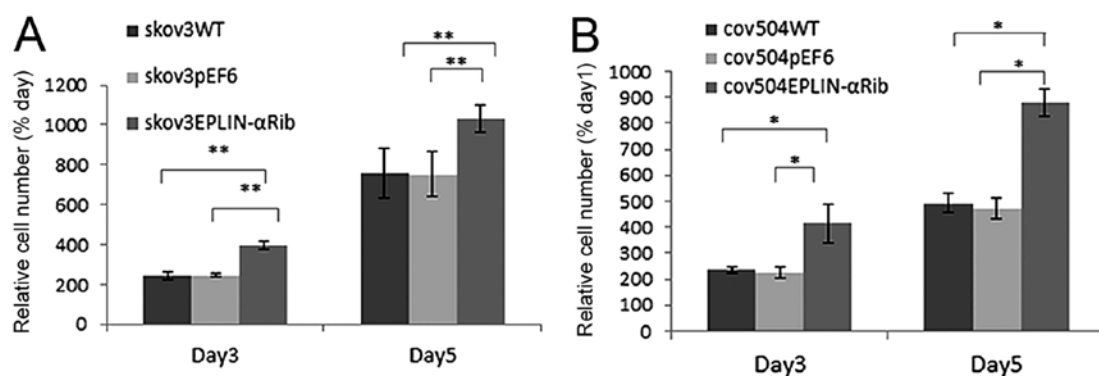 A
skov3WT
skov3pEF6
skov3EPLIN-αRib
Relative cell number (% day)
1200
1000
800
600
400
200
0
**
**
**
**
Day3
Day5
B
cov504WT
cov504pEF6
cov504EPLIN-αRib
Relative cell number (% day1)
1000
900
800
700
600
500
400
300
200
100
0
*
*
*
*
Day3
Day5